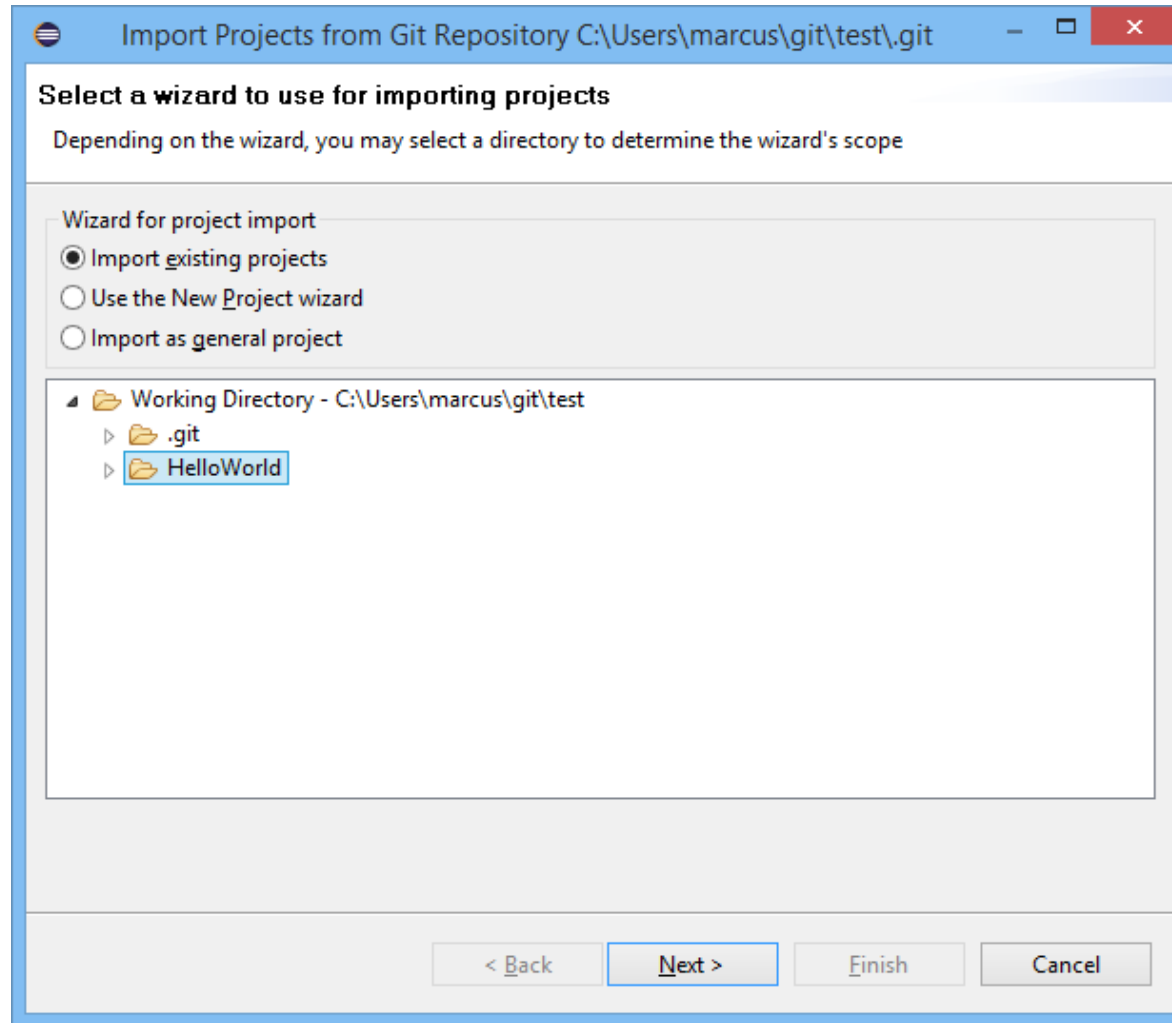 Import Projects from Git Repository C:\Users\marcus\git\test\.git
Select a wizard to use for importing projects
Depending on the wizard, you may select a directory to determine the wizard's scope
Wizard for project import
Import existing projects
Use the New Project wizard
Import as general project
Working Directory - C:\Users\marcus\git\test
.git
HelloWorld
< Back Next > Finish Cancel